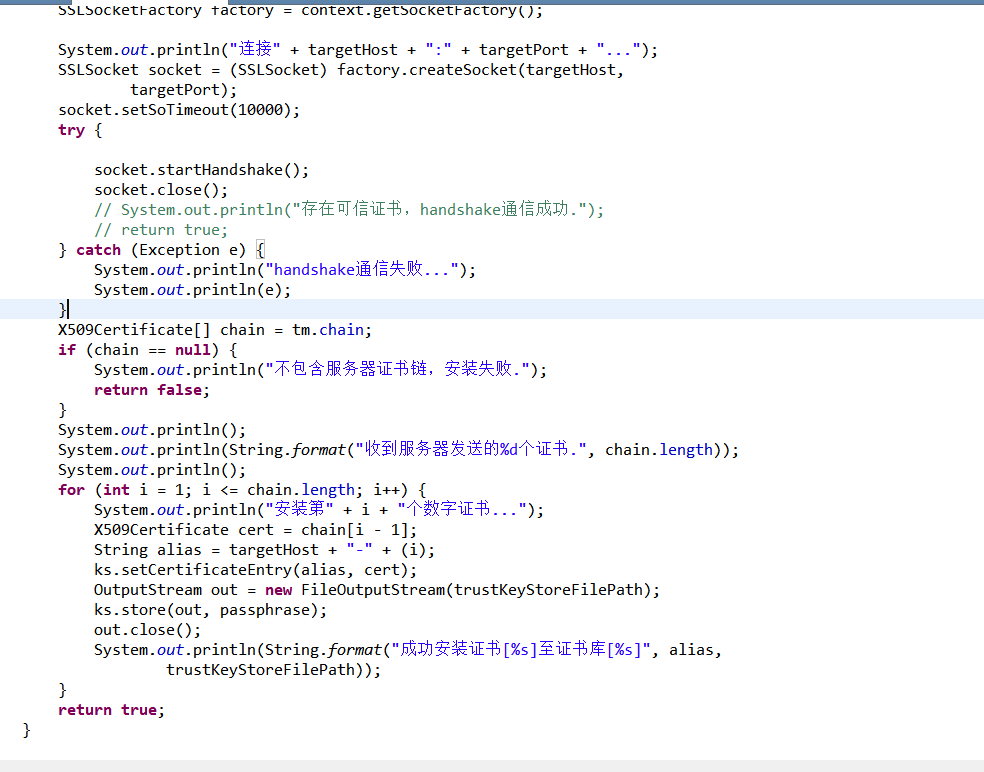 SSLSocketFactory factory = context.getSocketFactory();
System.out.println("连接" + targetHost + ":" + targetPort + "...");
SSLSocket socket = (SSLSocket) factory.createSocket(targetHost,
targetPort);
socket.setSoTimeout(10000);
try {
socket.startHandshake();
socket.close();
// System.out.println("存在可信证书，handshake通信成功.");
// return true;
} catch (Exception e) {
System.out.println("handshake通信失败...");
System.out.println(e);
}
X509Certificate[] chain = tm.chain;
if (chain == null) {
System.out.println("不包含服务器证书链，安装失败.");
return false;
}
System.out.println();
System.out.println(String.format("收到服务器发送的%d个证书.", chain.length));
System.out.println();
for (int i = 1; i <= chain.length; i++) {
System.out.println("安装第" + i + "个数字证书...");
X509Certificate cert = chain[i - 1];
String alias = targetHost + "-" + (i);
ks.setCertificateEntry(alias, cert);
OutputStream out = new FileOutputStream(trustKeyStoreFilePath);
ks.store(out, passphrase);
out.close();
System.out.println(String.format("成功安装证书[%s]至证书库[%s]", alias,
trustKeyStoreFilePath));
}
return true;
}